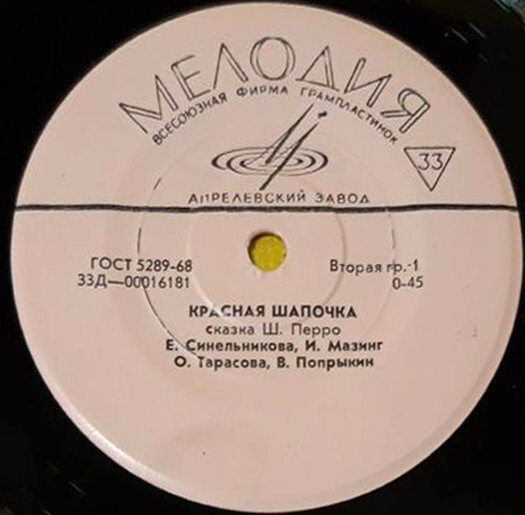 МЕЛОДИЯ
ВСЕСОЮЗНАЯ ФИРМА ГРАМПЛАСТИНОК
33
АПРЕЛЕВСКИЙ ЗАВОД
ГОСТ 5289-68
Вторая гр.-1
33Д—00016181
0-45
КРАСНАЯ ШАПОЧКА
сказка Ш. Перро
Е. Синельникова, И. Мазинг
О. Тарасова, В. Попрыкин